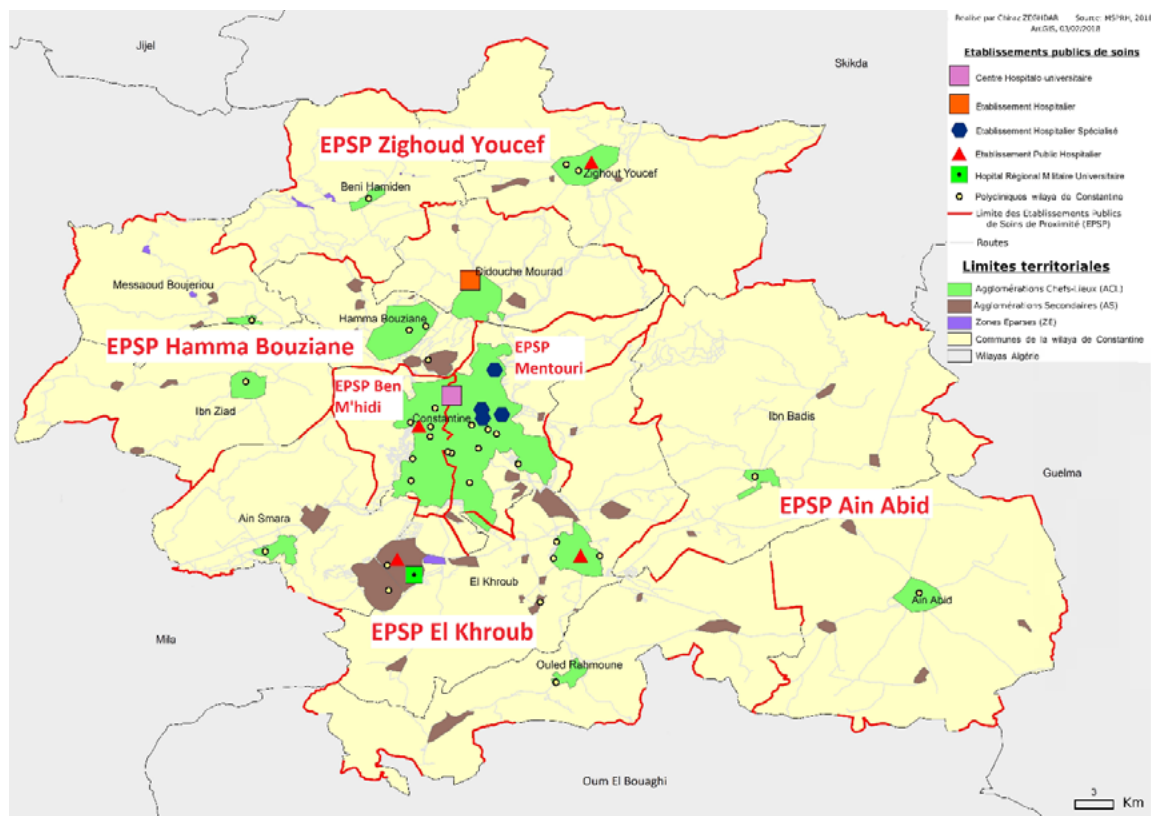 Realisé par Chiraz ZEGHDAR Source: MSPRH, 2018
ArcGIS, 03/02/2018
Etablissements publics de soins
Centre Hospitalo universitaire
Etablissement Hospitalier
Etablissement Hospitalier Spécialisé
Etablissement Public Hospitalier
Hopital Régional Militaire Universitaire
Polycliniques wilaya de Constantine
Limite des Etablissements Publics
de Soins de Proximité (EPSP)
Routes
Limites territoriales
Agglomérations Chefs-Lieux (ACL)
Agglomérations Secondaires (AS)
Zones Eparses (ZE)
Communes de la wilaya de Constantine
Wilayas Algérie
Jijel
Skikda
EPSP Zighoud Youcef
Zighout Youcef
Beni Hamiden
Didouche Mourad
Messaoud Boujeriou
Hamma Bouziane
EPSP Hamma Bouziane
EPSP
Mentouri
EPSP Ben
M'hidi
Ibn Ziad
Constantine
Ibn Badis
Guelma
EPSP Ain Abid
Ain Smara
El Khroub
Ain Abid
EPSP El Khroub
Mila
Ouled Rahmoune
Oum El Bouaghi
3
Km